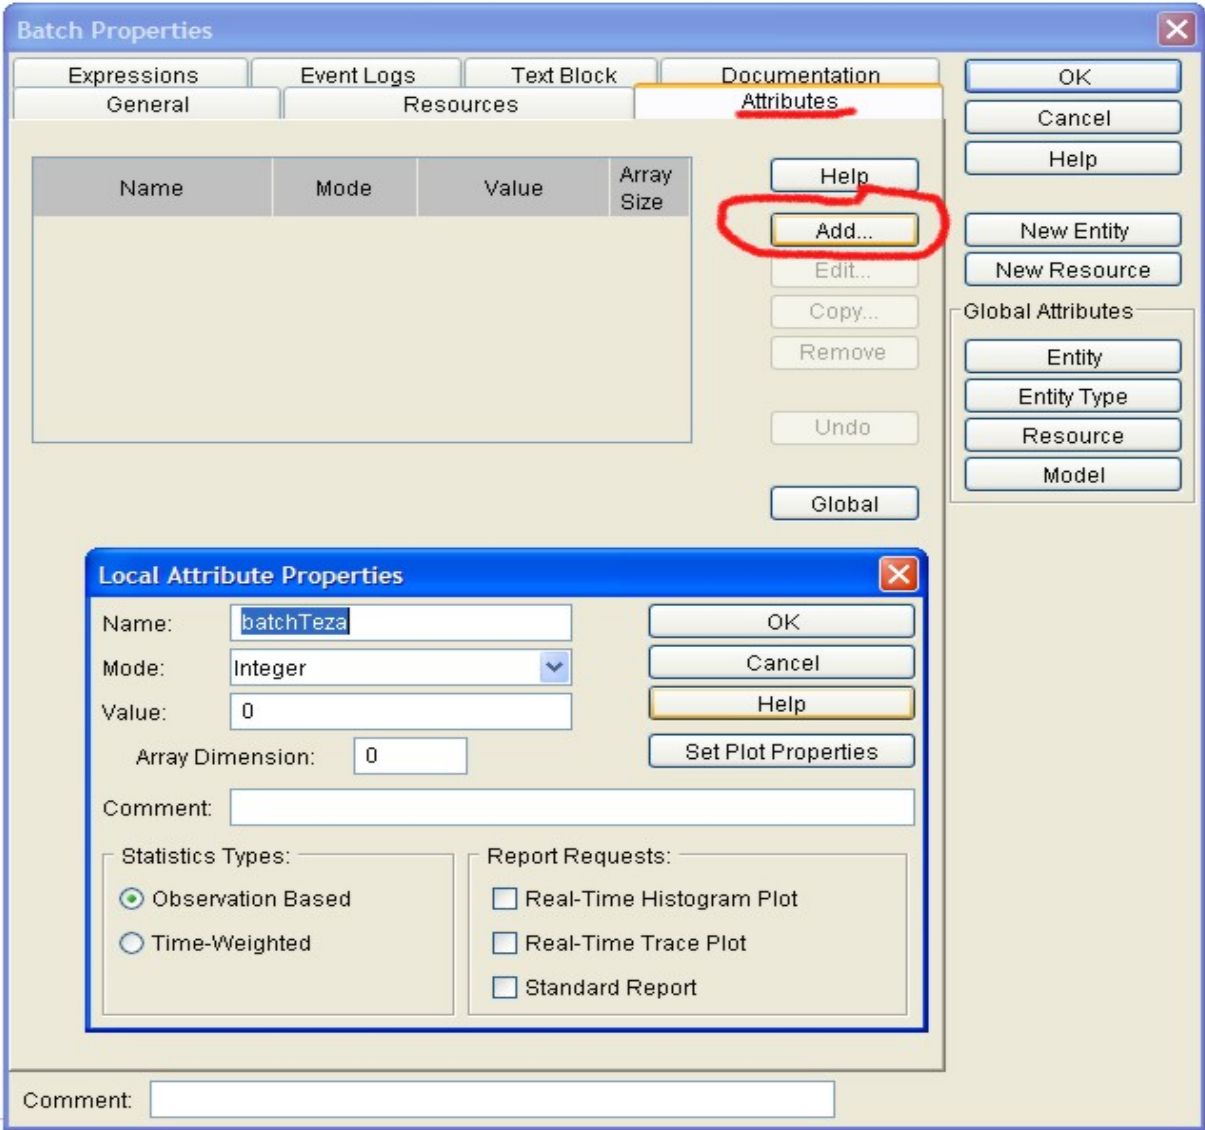 Batch Properties
Expressions Event Logs Text Block Documentation
General Resources Attributes
OK
Cancel
Help
Name Mode Value Array Size
Help
Add...
Edit...
Copy...
Remove
Undo
Global
New Entity
New Resource
Global Attributes
Entity
Entity Type
Resource
Model
Local Attribute Properties
Name: batchTeza
Mode: Integer
Value: 0
Array Dimension: 0
Comment:
OK
Cancel
Help
Set Plot Properties
Statistics Types:
Observation Based
Time-Weighted
Report Requests:
Real-Time Histogram Plot
Real-Time Trace Plot
Standard Report
Comment: